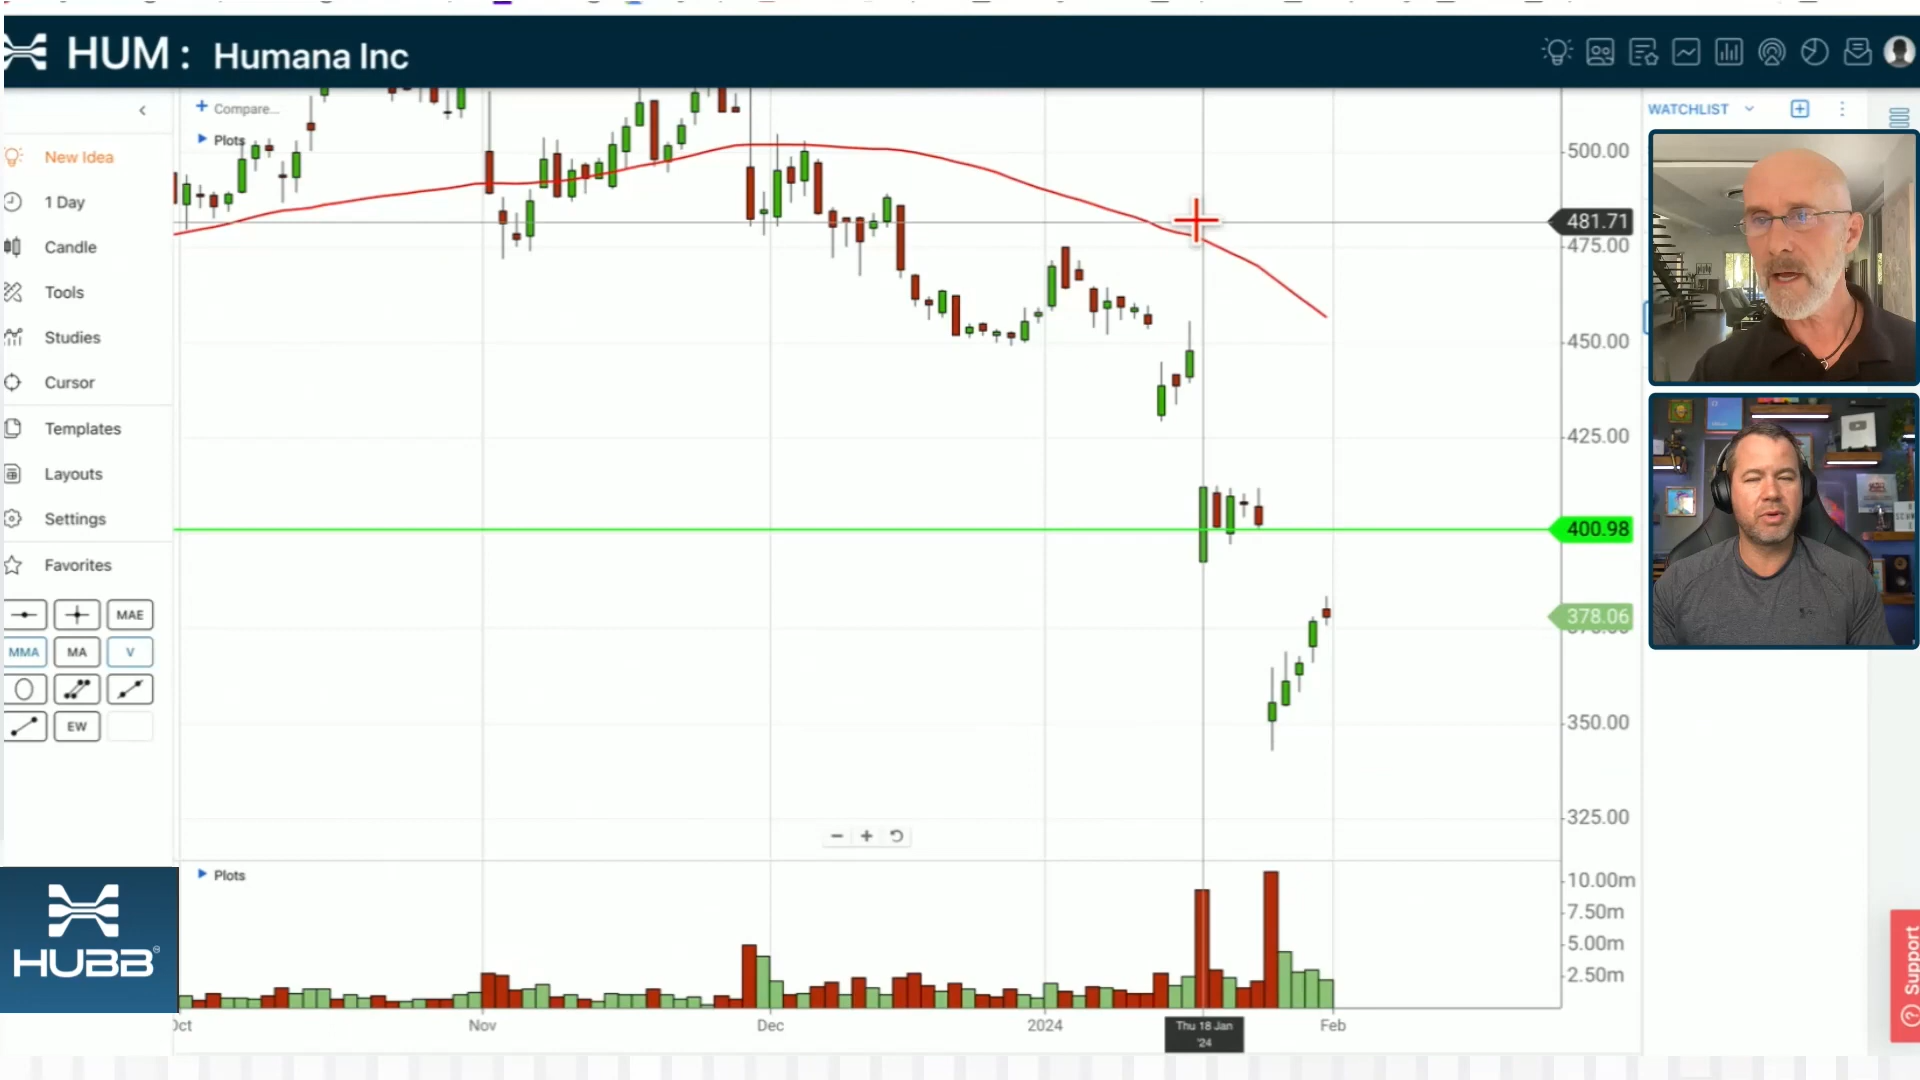 HUM : Humana Inc
Compare...
Plots
WATCHLIST
New Idea
1 Day
Candle
Tools
Studies
Cursor
Templates
Layouts
Settings
Favorites
MAE
MMA
MA
V
EW
500.00
481.71
475.00
450.00
425.00
400.98
378.06
350.00
325.00
Plots
10.00m
7.50m
5.00m
2.50m
HUBB
Nov
Dec
2024
Thu 18 Jan
'24
Feb
Support